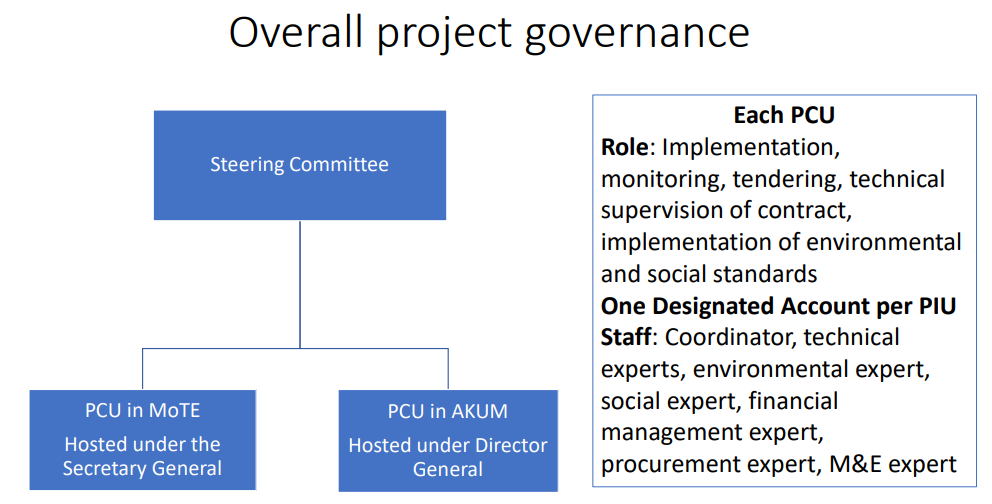 Overall project governance
Steering Committee
PCU in MoTE
Hosted under the
Secretary General
PCU in AKUM
Hosted under Director
General
Each PCU
Role: Implementation,
monitoring, tendering, technical
supervision of contract,
implementation of environmental
and social standards
One Designated Account per PIU
Staff: Coordinator, technical
experts, environmental expert,
social expert, financial
management expert,
procurement expert, M&E expert